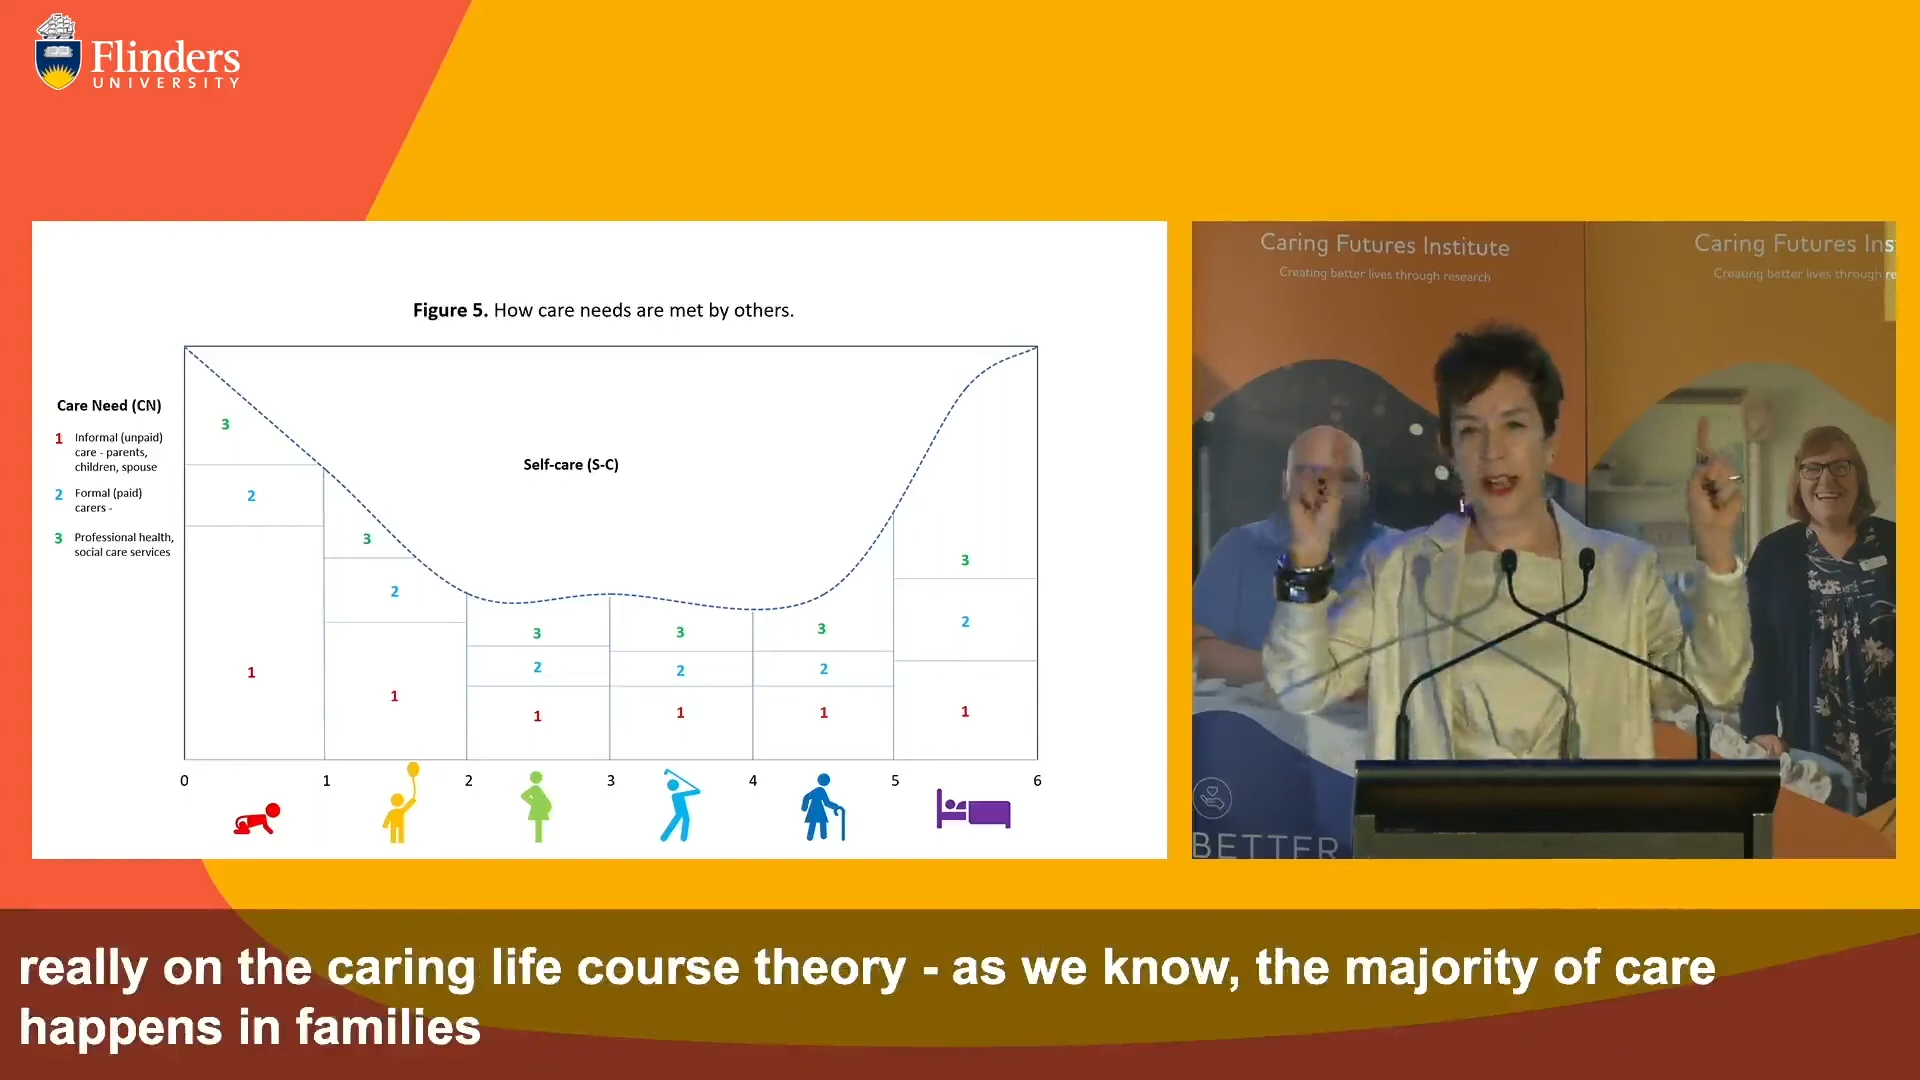 Flinders
UNIVERSITY
Figure 5. How care needs are met by others.
Care Need (CN)
1 Informal (unpaid)
care - parents,
children, spouse
2 Formal (paid)
carers -
3 Professional health,
social care services
Self-care (S-C)
3
2
1
3
2
1
3
2
1
3
2
1
3
2
1
3
2
1
0 1 2 3 4 5 6
Caring Futures Institute
Creating better lives through research
Caring Futures Ins
Creating better lives through re
BETTER
really on the caring life course theory - as we know, the majority of care
happens in families